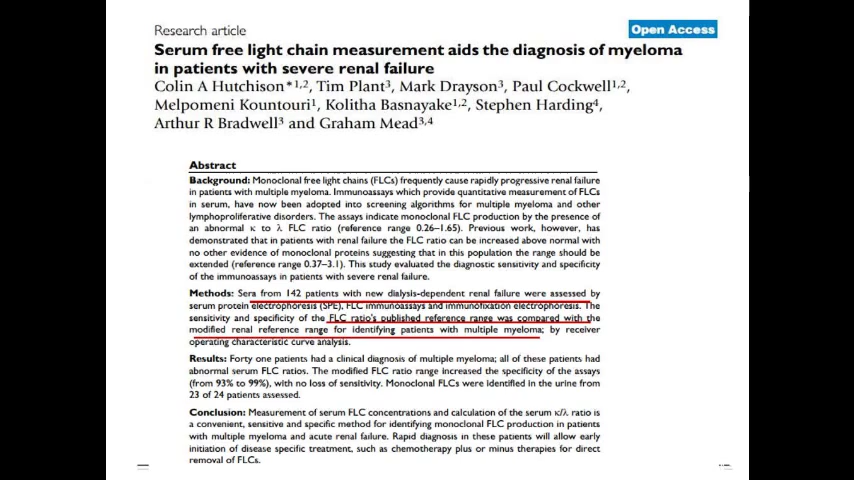 Research article
Open Access
Serum free light chain measurement aids the diagnosis of myeloma
in patients with severe renal failure
Colin A Hutchison*1,2, Tim Plant3, Mark Drayson3, Paul Cockwell1,2,
Melpomeni Kountouri1, Kolitha Basnayake1,2, Stephen Harding4,
Arthur R Bradwell3 and Graham Mead3,4
Abstract
Background: Monoclonal free light chains (FLCs) frequently cause rapidly progressive renal failure
in patients with multiple myeloma. Immunoassays which provide quantitative measurement of FLCs
in serum, have now been adopted into screening algorithms for multiple myeloma and other
lymphoproliferative disorders. The assays indicate monoclonal FLC production by the presence of
an abnormal κ to λ FLC ratio (reference range 0.26–1.65). Previous work, however, has
demonstrated that in patients with renal failure the FLC ratio can be increased above normal with
no other evidence of monoclonal proteins suggesting that in this population the range should be
extended (reference range 0.37–3.1). This study evaluated the diagnostic sensitivity and specificity
of the immunoassays in patients with severe renal failure.
Methods: Sera from 142 patients with new dialysis-dependent renal failure were assessed by
serum protein electrophoresis (SPE), FLC immunoassays and immunofixation electrophoresis. The
sensitivity and specificity of the FLC ratio's published reference range was compared with the
modified renal reference range for identifying patients with multiple myeloma; by receiver
operating characteristic curve analysis.
Results: Forty one patients had a clinical diagnosis of multiple myeloma; all of these patients had
abnormal serum FLC ratios. The modified FLC ratio range increased the specificity of the assays
(from 93% to 99%), with no loss of sensitivity. Monoclonal FLCs were identified in the urine from
23 of 24 patients assessed.
Conclusion: Measurement of serum FLC concentrations and calculation of the serum κ/λ ratio is
a convenient, sensitive and specific method for identifying monoclonal FLC production in patients
with multiple myeloma and acute renal failure. Rapid diagnosis in these patients will allow early
initiation of disease specific treatment, such as chemotherapy plus or minus therapies for direct
removal of FLCs.